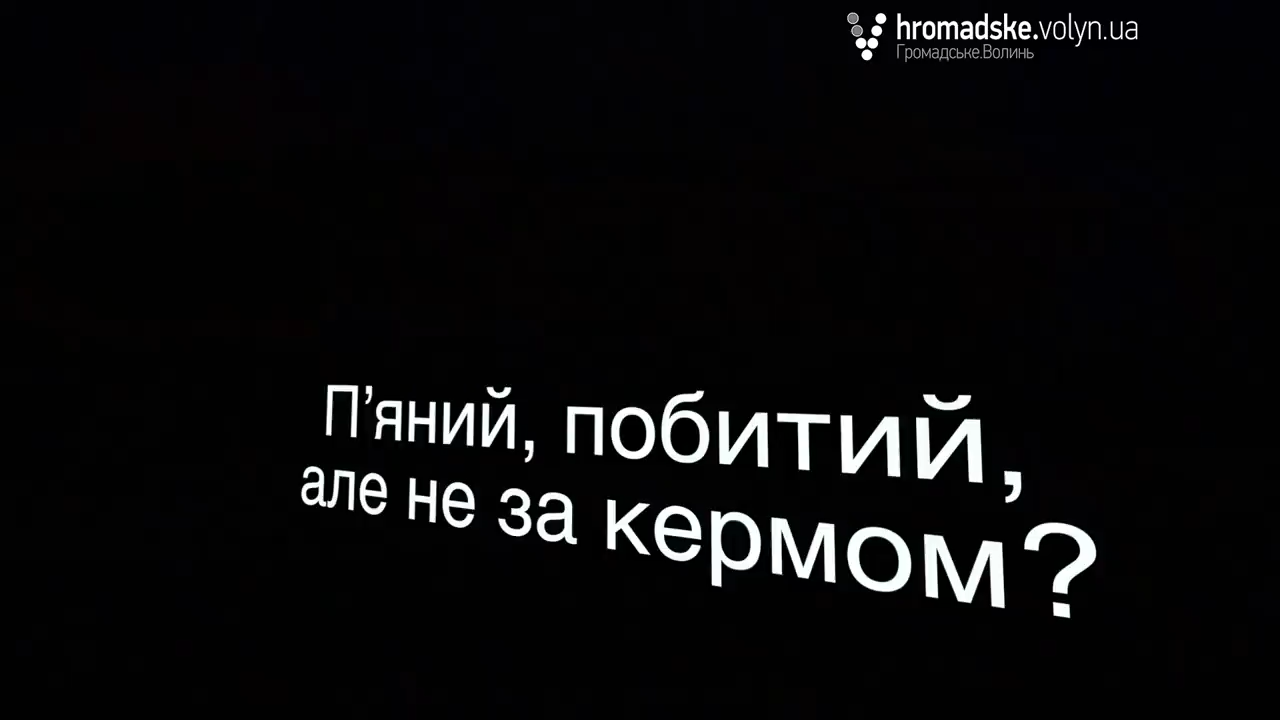 hromadske.volyn.ua
Громадське.Волинь
П’яний, побитий,
але не за кермом?